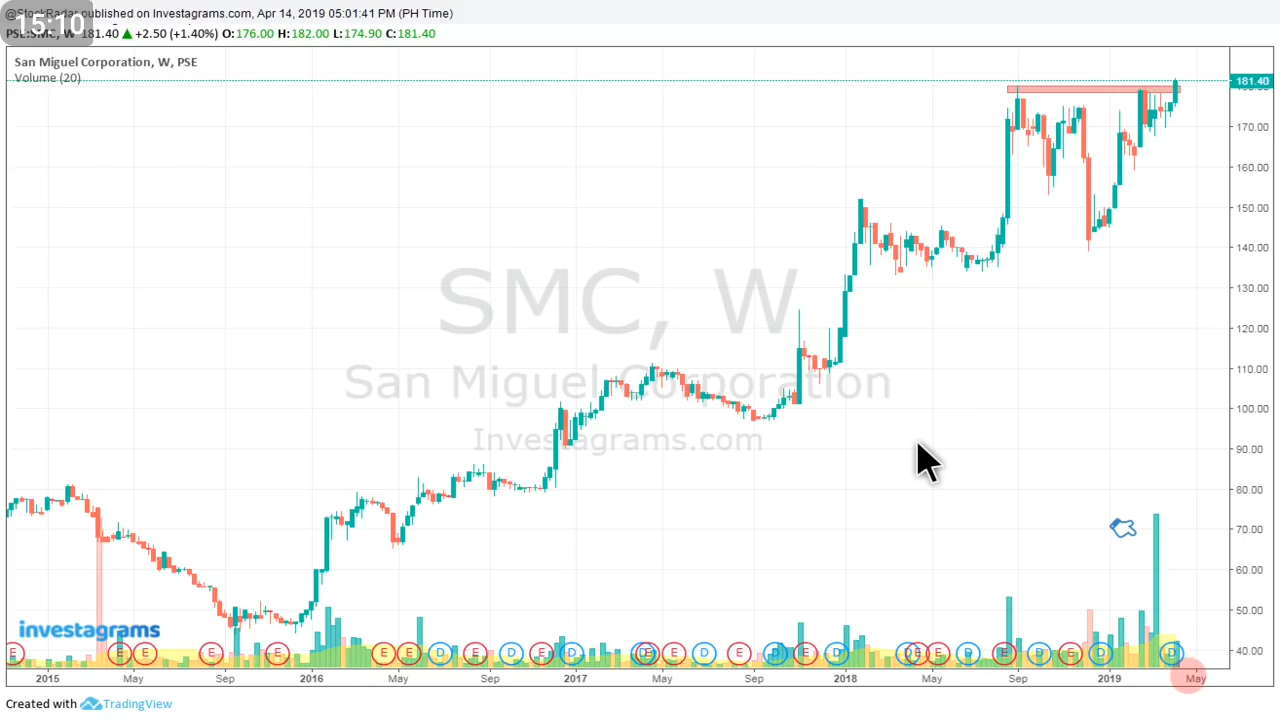 @StockRadar published on Investagrams.com, Apr 14, 2019 05:01:41 PM (PH Time)
15:10
PSE:SMC, W 181.40 ▲ +2.50 (+1.40%) O:176.00 H:182.00 L:174.90 C:181.40
San Miguel Corporation, W, PSE
Volume (20)
181.40
180.00
170.00
160.00
150.00
140.00
130.00
120.00
110.00
100.00
90.00
80.00
70.00
60.00
50.00
40.00
SMC, W
San Miguel Corporation
Investagrams.com
investagrams
E E E E E E E D E D E D D E E D E D E D D E E D E D E D D
2015 May Sep 2016 May Sep 2017 May Sep 2018 May Sep 2019 May
Created with TradingView